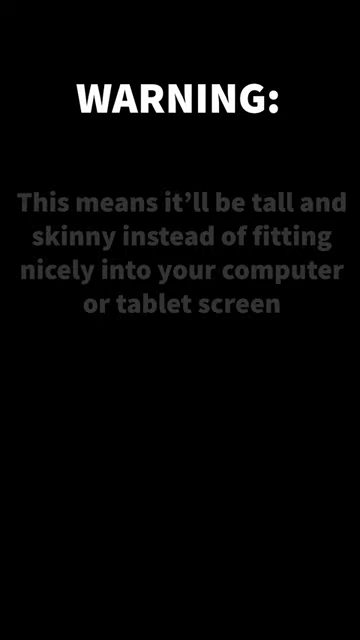 WARNING:
This means it’ll be tall and
skinny instead of fitting
nicely into your computer
or tablet screen